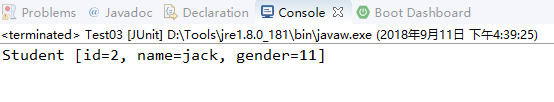 Problems @ Javadoc Declaration Console Boot Dashboard
<terminated> Test03 [JUnit] D:\Tools\jre1.8.0_181\bin\javaw.exe (2018年9月11日 下午4:39:25)
Student [id=2, name=jack, gender=11]